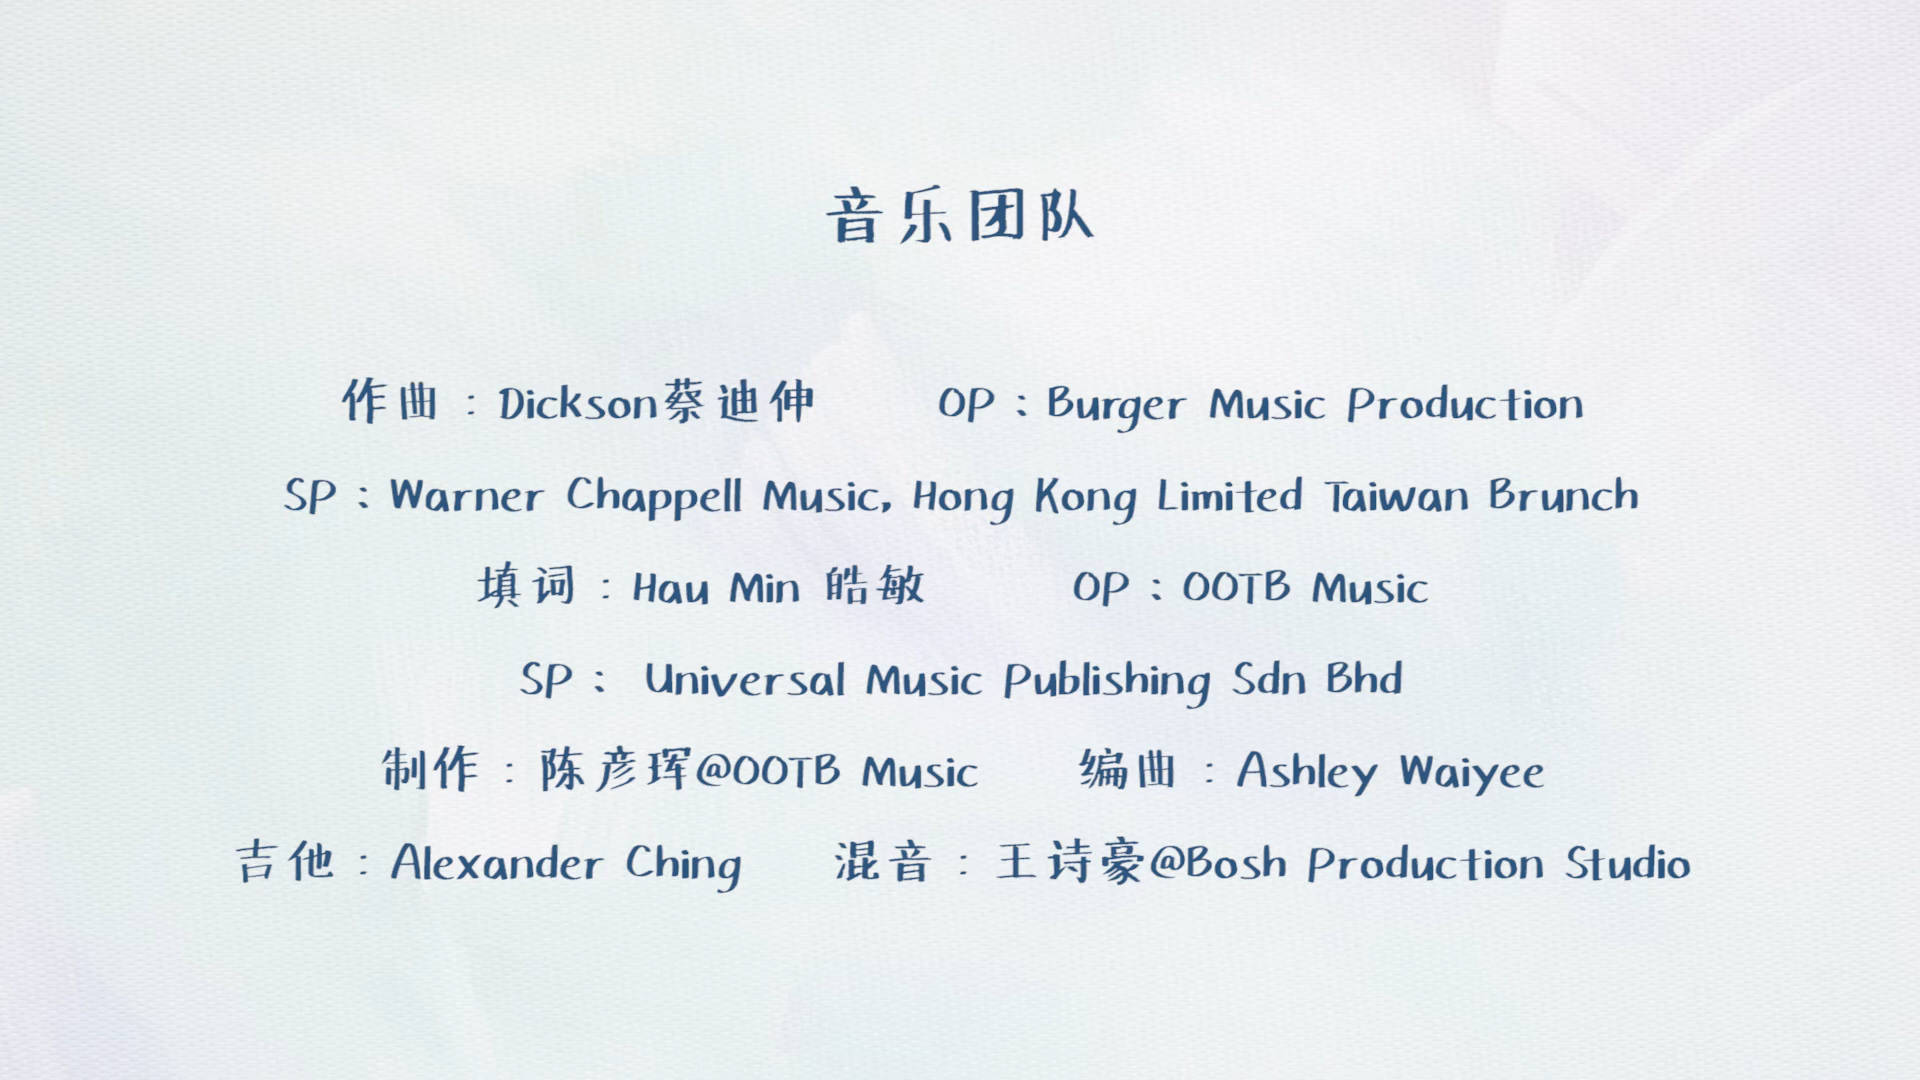 音乐团队
作曲：Dickson蔡迪伸 OP：Burger Music Production
SP：Warner Chappell Music, Hong Kong Limited Taiwan Brunch
填词：Hau Min 皓敏 OP：OOTB Music
SP： Universal Music Publishing Sdn Bhd
制作：陈彦珲@OOTB Music 编曲：Ashley Waiyee
吉他：Alexander Ching 混音：王诗豪@Bosh Production Studio